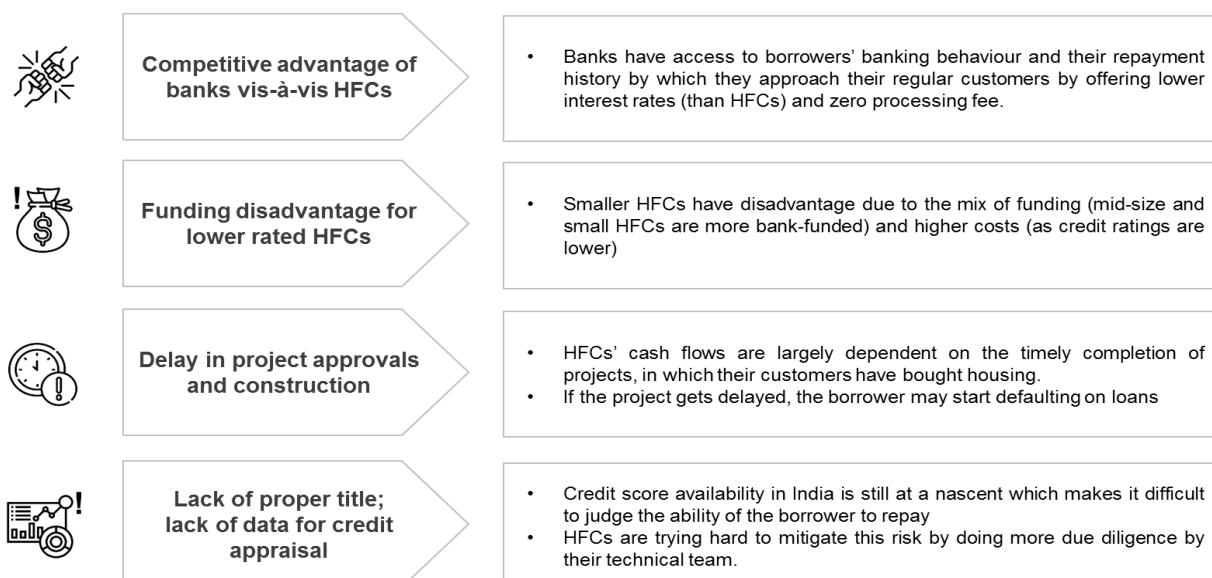 Competitive advantage of
banks vis-à-vis HFCs
• Banks have access to borrowers' banking behaviour and their repayment
history by which they approach their regular customers by offering lower
interest rates (than HFCs) and zero processing fee.
Funding disadvantage for
lower rated HFCs
• Smaller HFCs have disadvantage due to the mix of funding (mid-size and
small HFCs are more bank-funded) and higher costs (as credit ratings are
lower)
Delay in project approvals
and construction
• HFCs' cash flows are largely dependent on the timely completion of
projects, in which their customers have bought housing.
• If the project gets delayed, the borrower may start defaulting on loans
Lack of proper title;
lack of data for credit
appraisal
• Credit score availability in India is still at a nascent which makes it difficult
to judge the ability of the borrower to repay
• HFCs are trying hard to mitigate this risk by doing more due diligence by
their technical team.